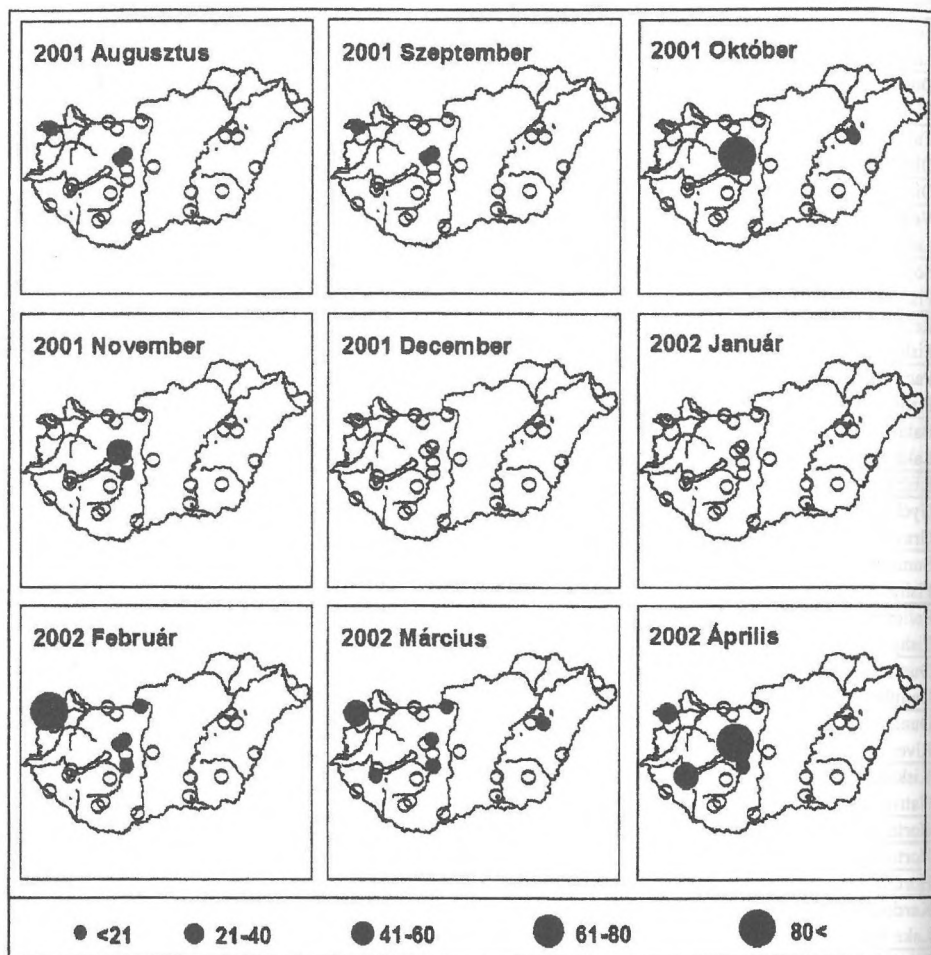 2001 Augusztus
2001 Szeptember
2001 Október
2001 November
2001 December
2002 Január
2002 Február
2002 Március
2002 Április
<21
21-40
41-60
61-80
80<